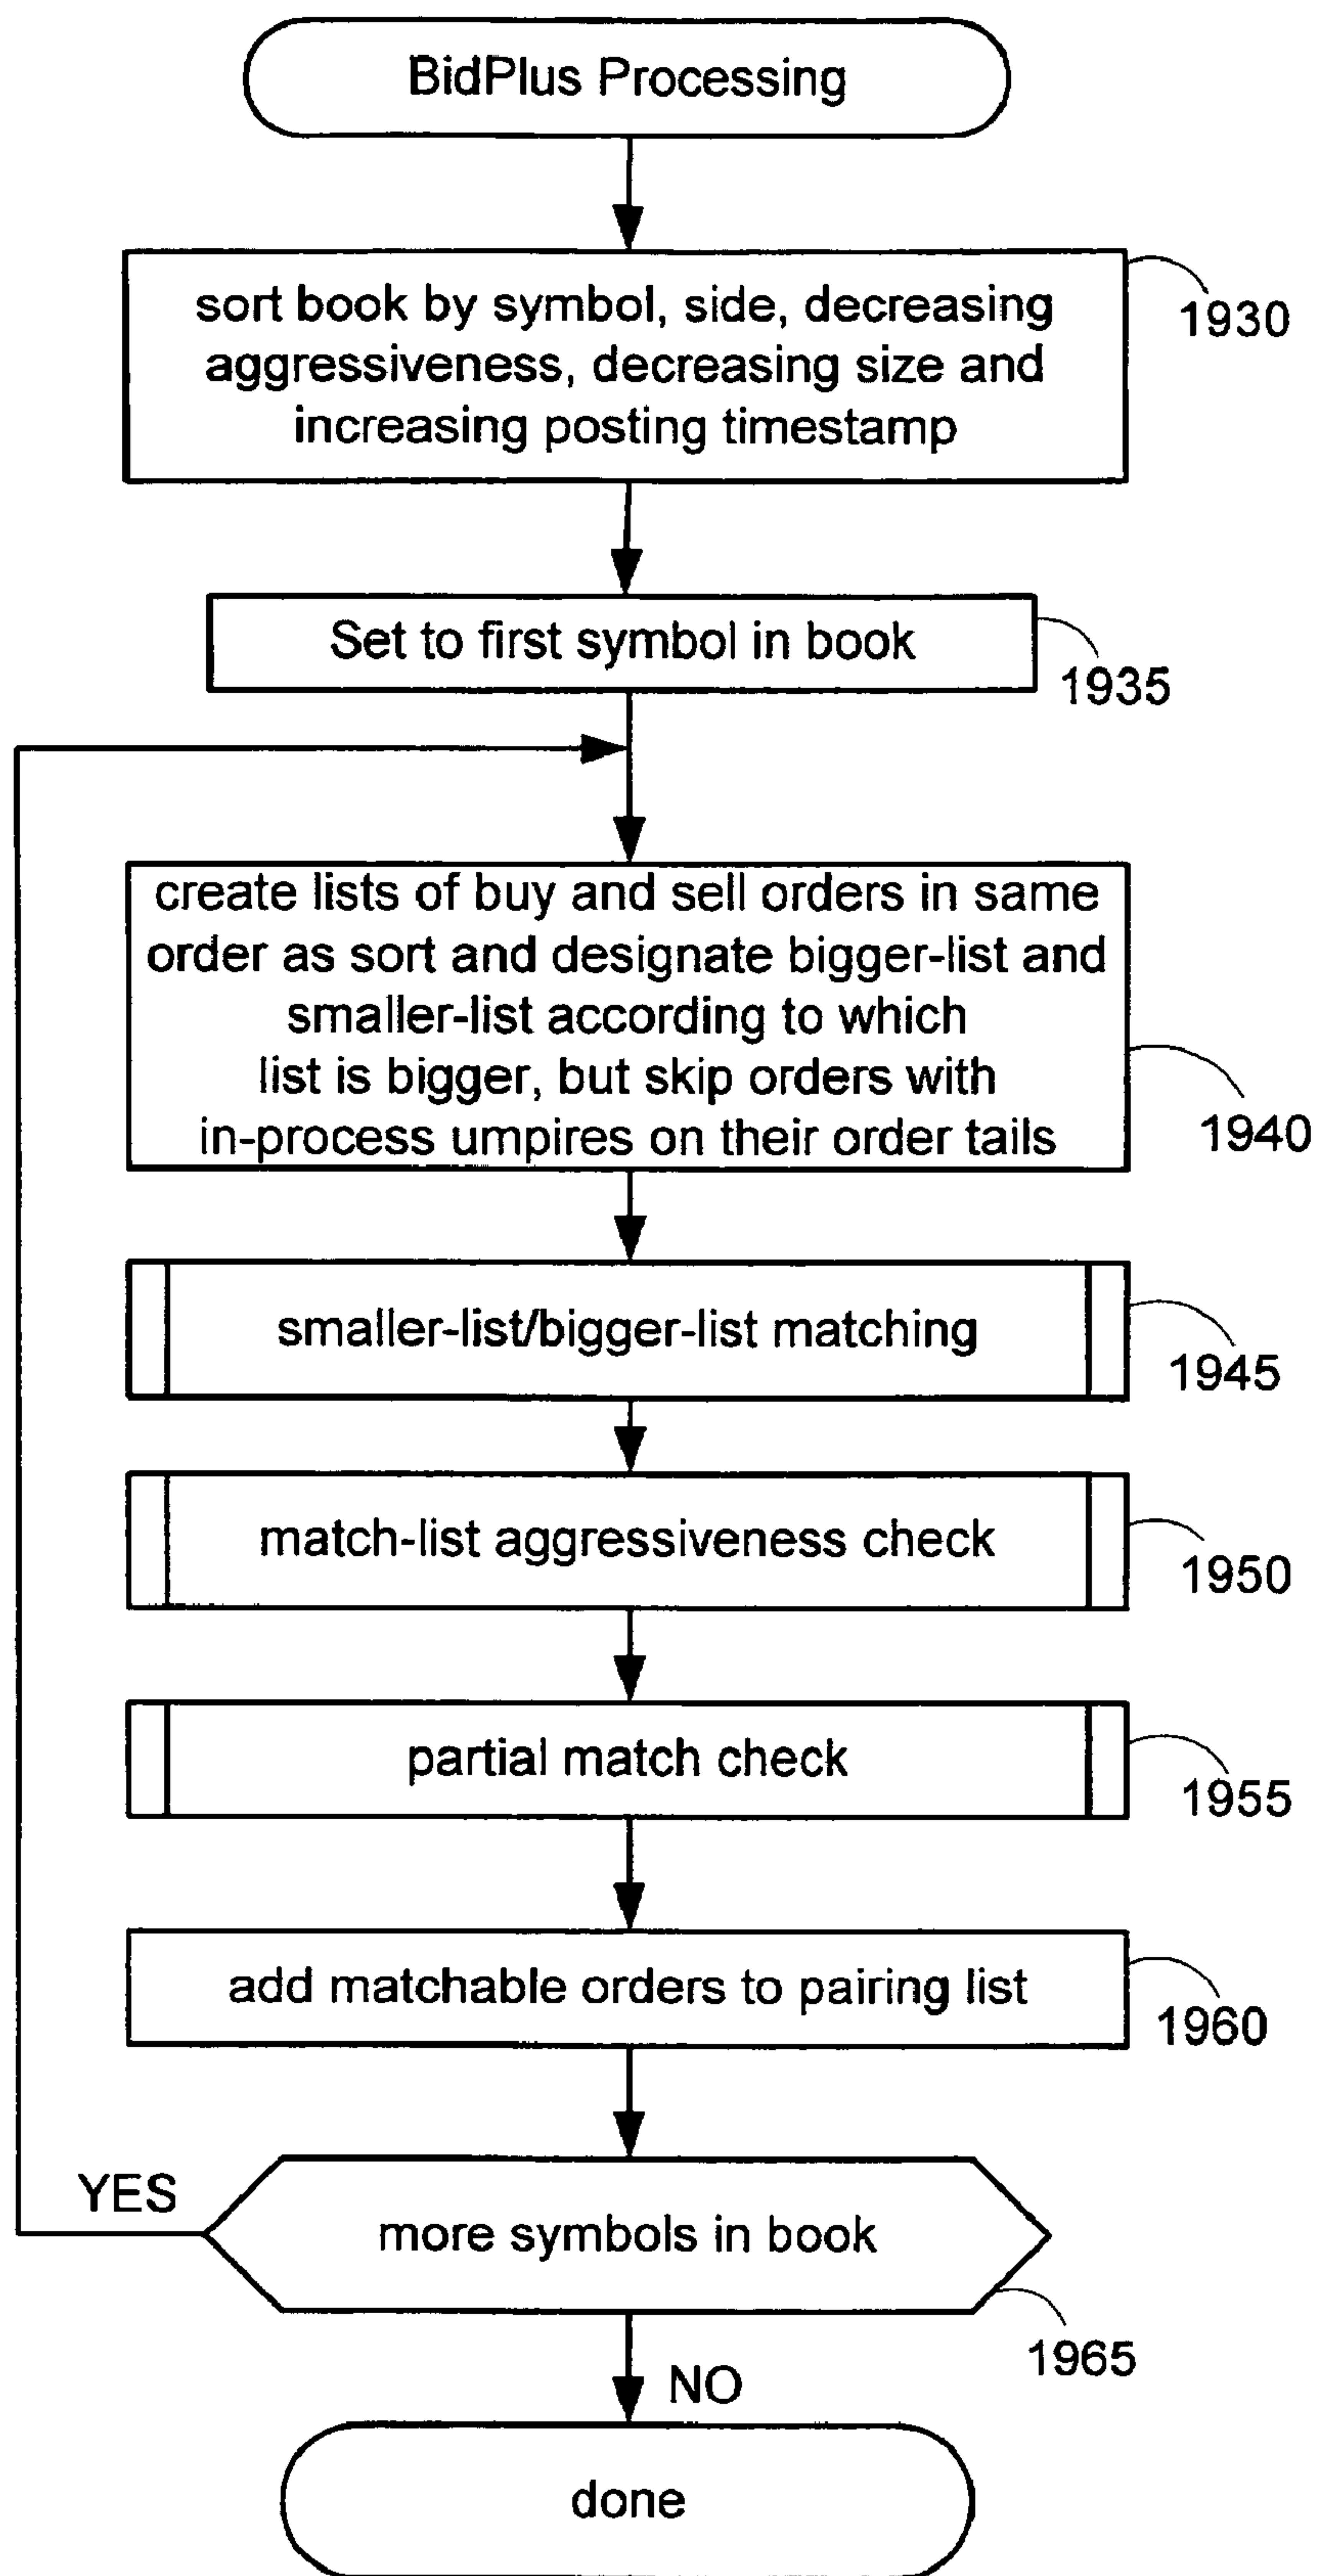 BidPlus Processing
sort book by symbol, side, decreasing
aggressiveness, decreasing size and
increasing posting timestamp
1930
Set to first symbol in book
1935
create lists of buy and sell orders in same
order as sort and designate bigger-list and
smaller-list according to which
list is bigger, but skip orders with
in-process umpires on their order tails
1940
smaller-list/bigger-list matching
1945
match-list aggressiveness check
1950
partial match check
1955
add matchable orders to pairing list
1960
YES
more symbols in book
1965
NO
done